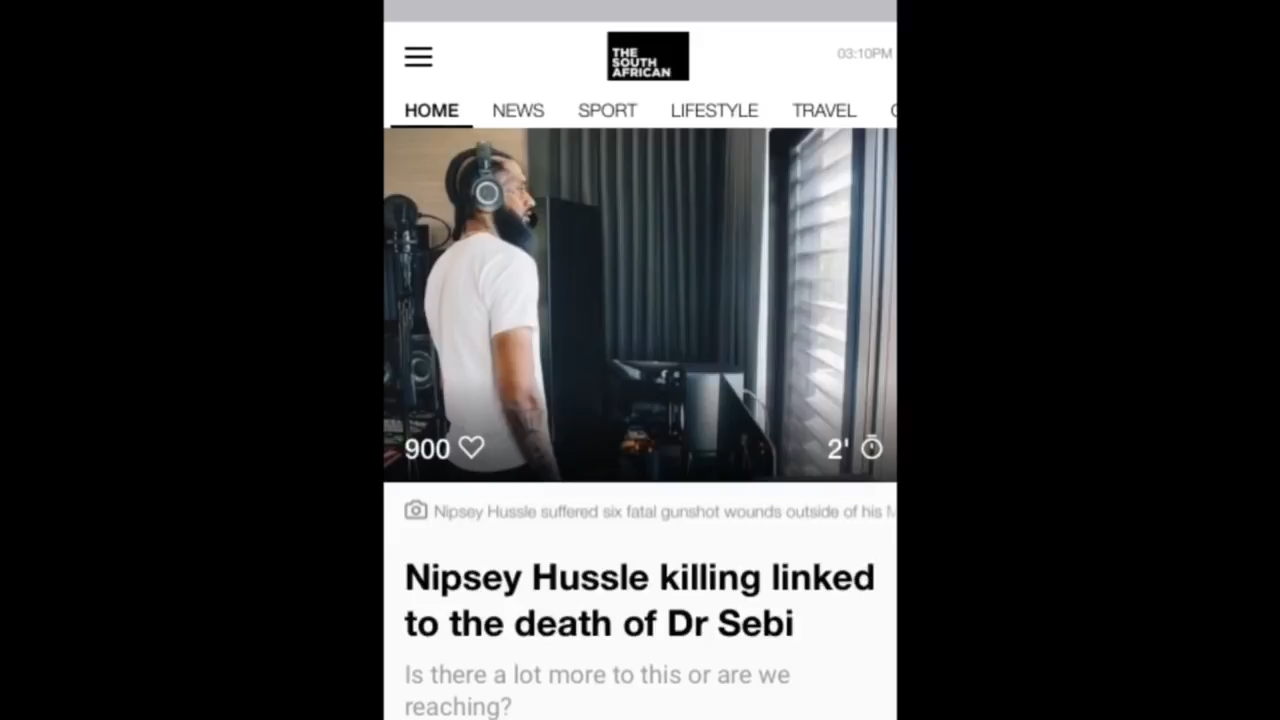 THE
SOUTH
AFRICAN
03:10PM
HOME NEWS SPORT LIFESTYLE TRAVEL
900 2'
Nipsey Hussle suffered six fatal gunshot wounds outside of his
Nipsey Hussle killing linked
to the death of Dr Sebi
Is there a lot more to this or are we
reaching?